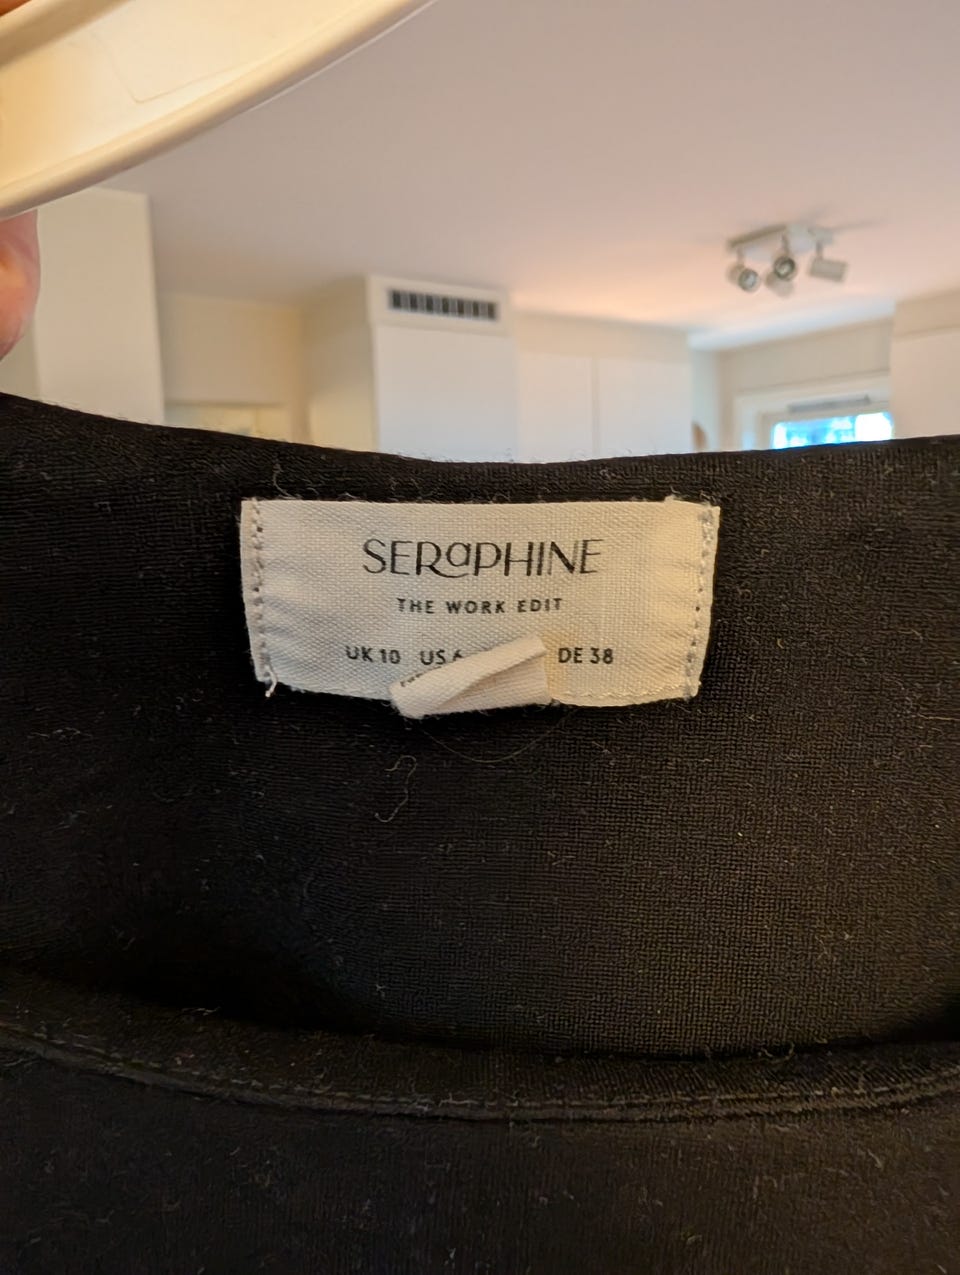 SERaPHINE
THE WORK EDIT
UK 10 US 6 DE 38